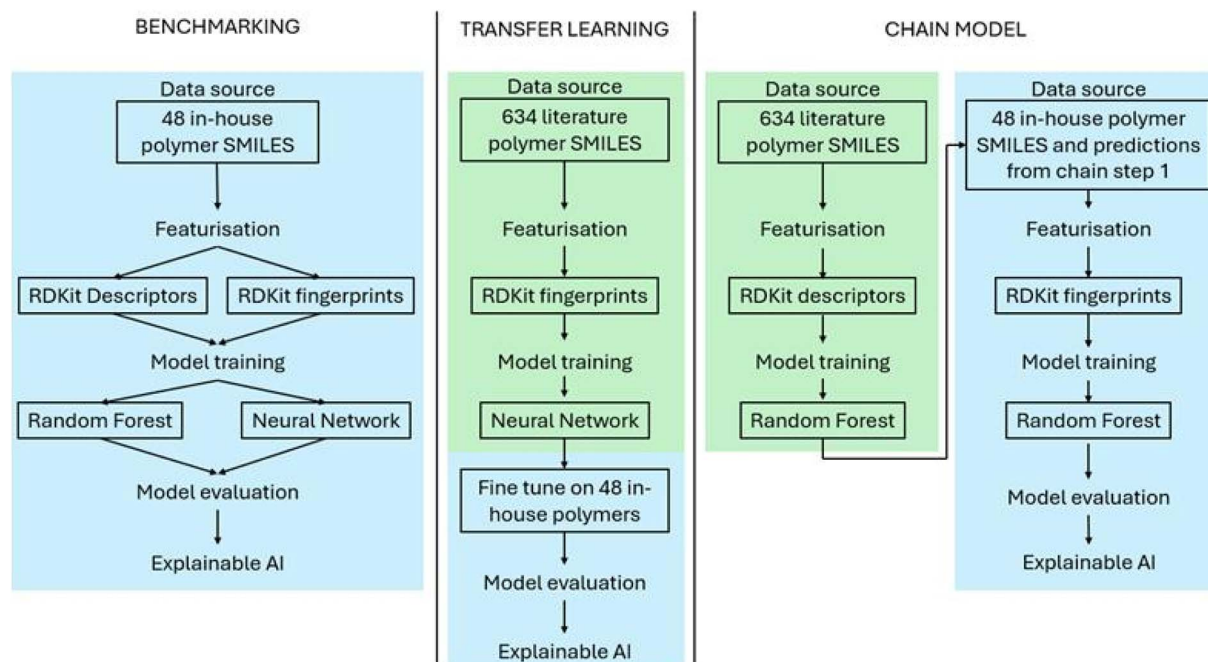 BENCHMARKING
Data source
48 in-house
polymer SMILES
Featurisation
RDKit Descriptors
RDKit fingerprints
Model training
Random Forest
Neural Network
Model evaluation
Explainable AI
TRANSFER LEARNING
Data source
634 literature
polymer SMILES
Featurisation
RDKit fingerprints
Model training
Neural Network
Fine tune on 48 in-
house polymers
Model evaluation
Explainable AI
CHAIN MODEL
Data source
634 literature
polymer SMILES
Featurisation
RDKit descriptors
Model training
Random Forest
Data source
48 in-house polymer
SMILES and predictions
from chain step 1
Featurisation
RDKit fingerprints
Model training
Random Forest
Model evaluation
Explainable AI